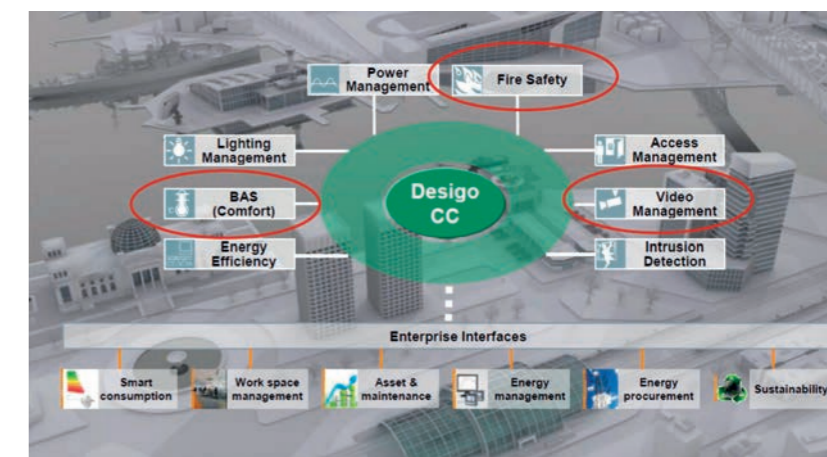 Power
Management
Fire Safety
Lighting
Management
Access
Management
BAS
(Comfort)
Desigo
CC
Video
Management
Energy
Efficiency
Intrusion
Detection
Enterprise Interfaces
Smart
consumption
Work space
management
Asset &
maintenance
Energy
management
Energy
procurement
Sustainability